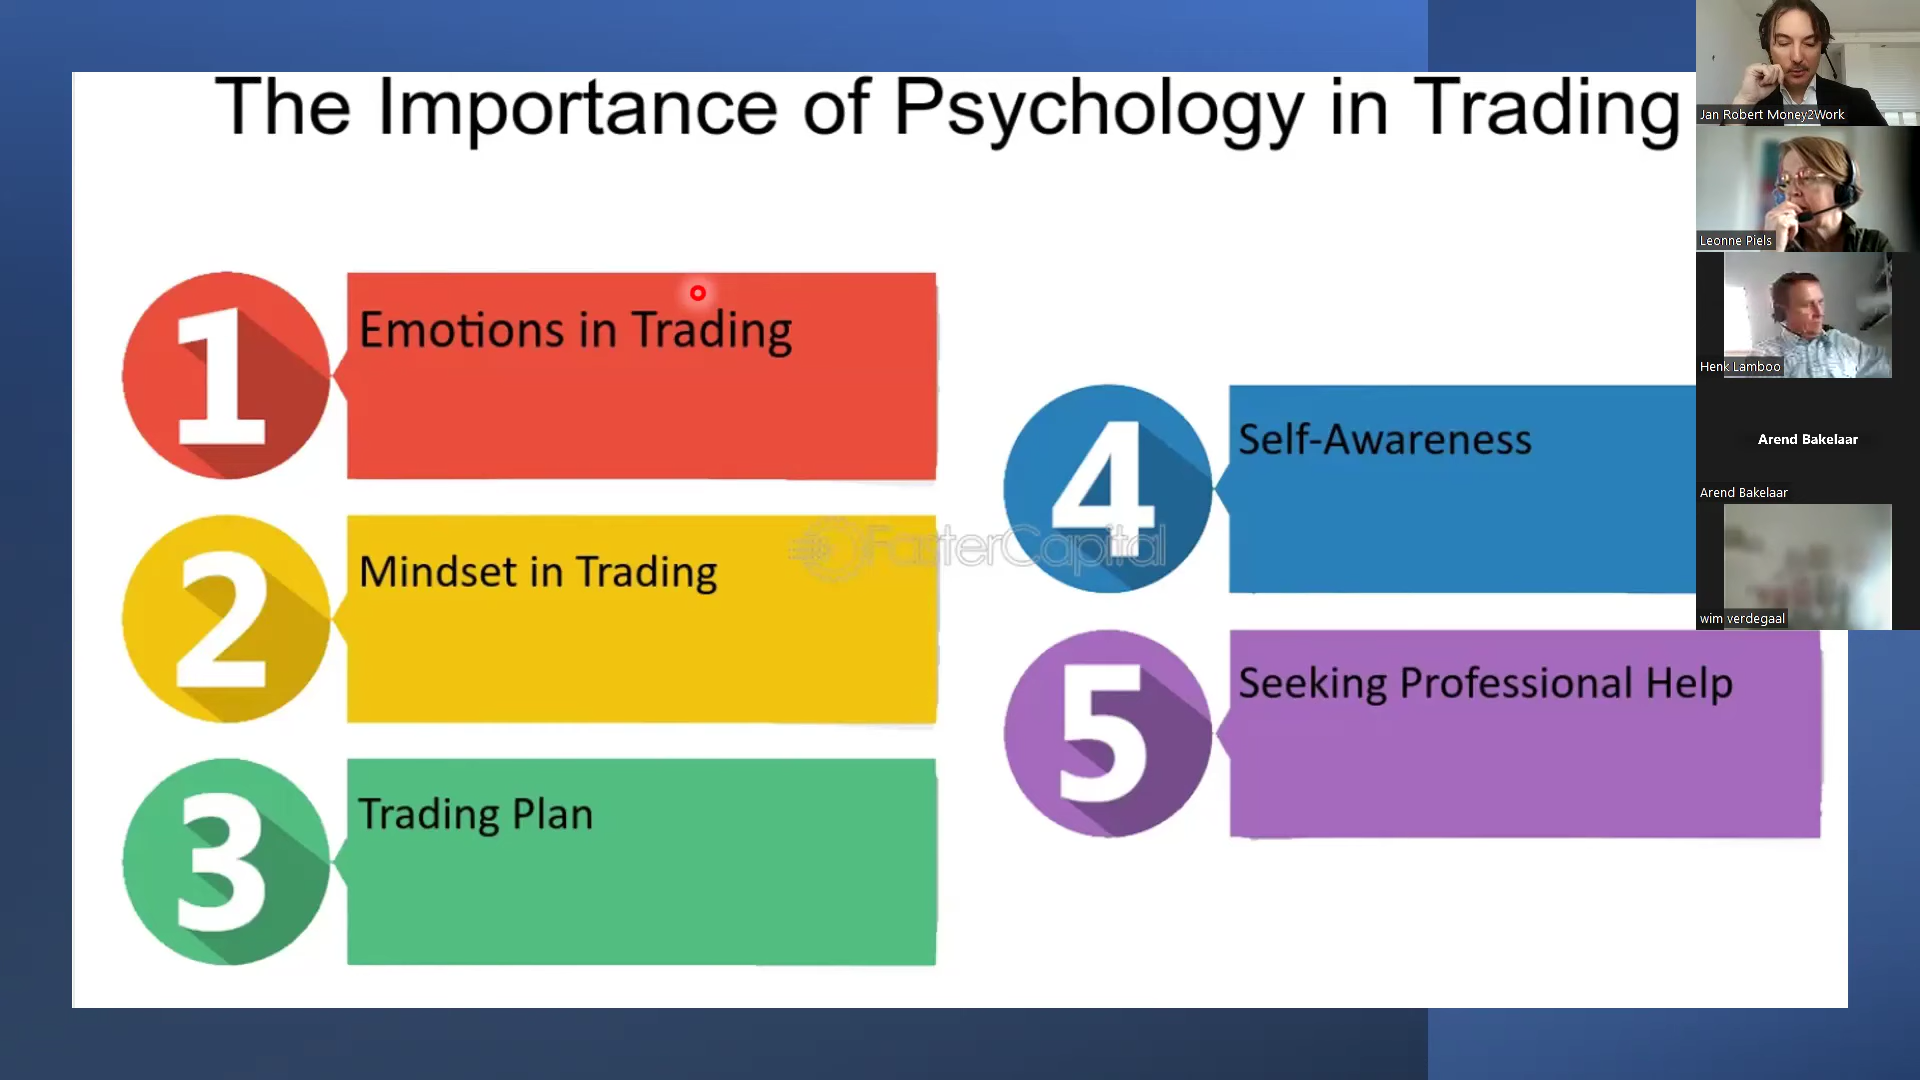 The Importance of Psychology in Trading
1
Emotions in Trading
2
Mindset in Trading
3
Trading Plan
4
Self-Awareness
5
Seeking Professional Help
FasterCapital
Jan Robert Money2Work
Leonne Piels
Henk Lamboo
Arend Bakelaar
Arend Bakelaar
wim verdegaal